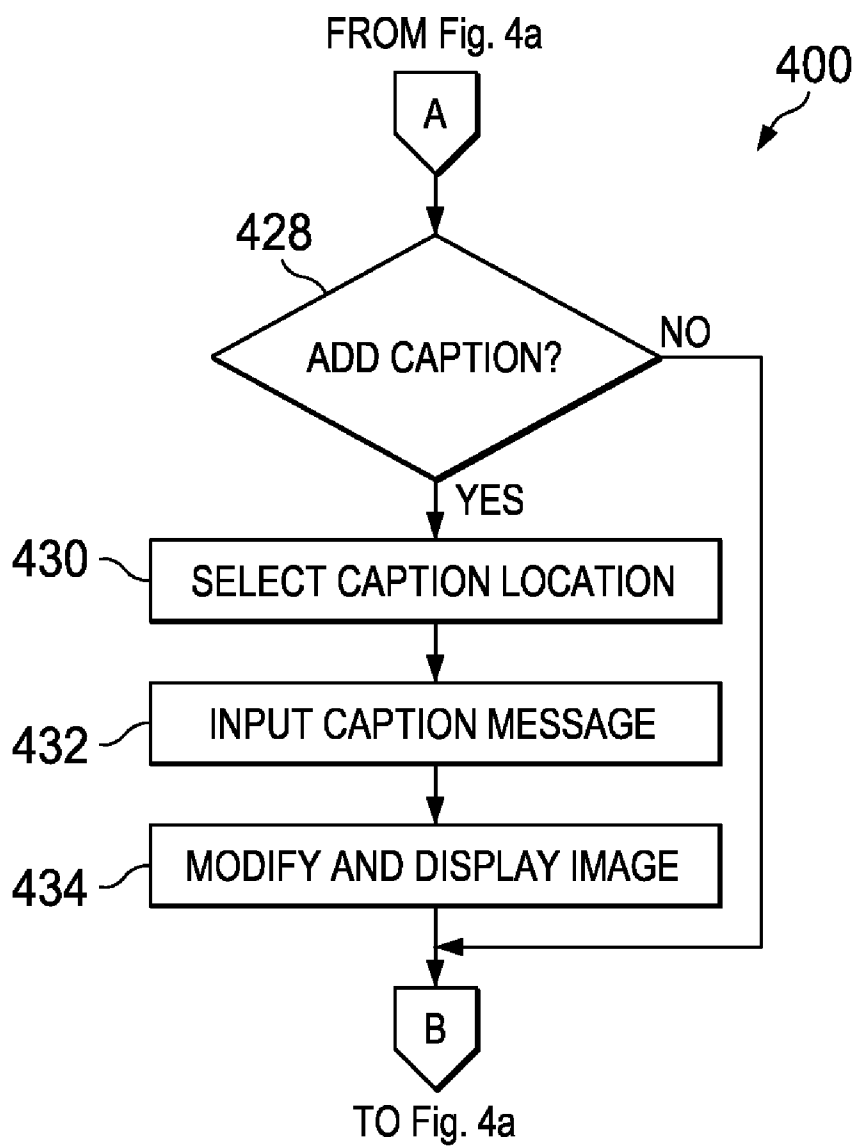 FROM Fig. 4a
400
A
428
ADD CAPTION?
NO
YES
430
SELECT CAPTION LOCATION
432
INPUT CAPTION MESSAGE
434
MODIFY AND DISPLAY IMAGE
B
TO Fig. 4a